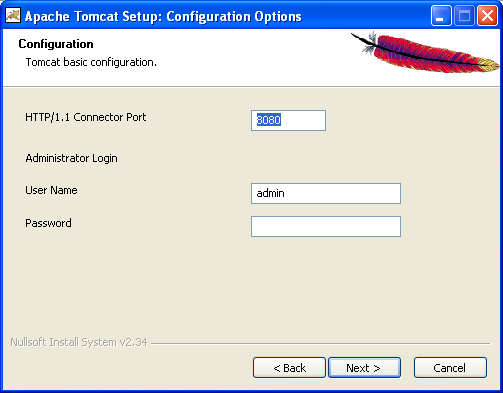 Apache Tomcat Setup: Configuration Options
Configuration
Tomcat basic configuration.
HTTP/1.1 Connector Port 8080
Administrator Login
User Name admin
Password
Nullsoft Install System v2.34
< Back Next > Cancel